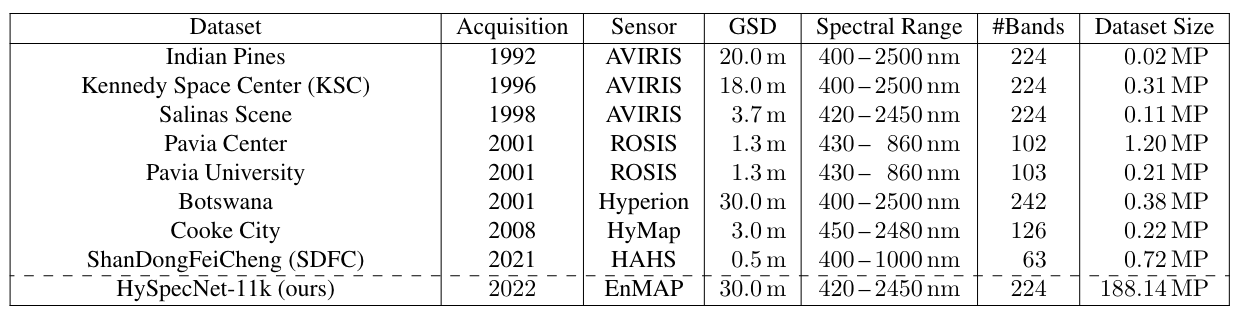 Dataset Acquisition Sensor GSD Spectral Range #Bands Dataset Size
Indian Pines 1992 AVIRIS 20.0 m 400 – 2500 nm 224 0.02 MP
Kennedy Space Center (KSC) 1996 AVIRIS 18.0 m 400 – 2500 nm 224 0.31 MP
Salinas Scene 1998 AVIRIS 3.7 m 420 – 2450 nm 224 0.11 MP
Pavia Center 2001 ROSIS 1.3 m 430 – 860 nm 102 1.20 MP
Pavia University 2001 ROSIS 1.3 m 430 – 860 nm 103 0.21 MP
Botswana 2001 Hyperion 30.0 m 400 – 2500 nm 242 0.38 MP
Cooke City 2008 HyMap 3.0 m 450 – 2480 nm 126 0.22 MP
ShanDongFeiCheng (SDFC) 2021 HAHS 0.5 m 400 – 1000 nm 63 0.72 MP
HySpecNet-11k (ours) 2022 EnMAP 30.0 m 420 – 2450 nm 224 188.14 MP